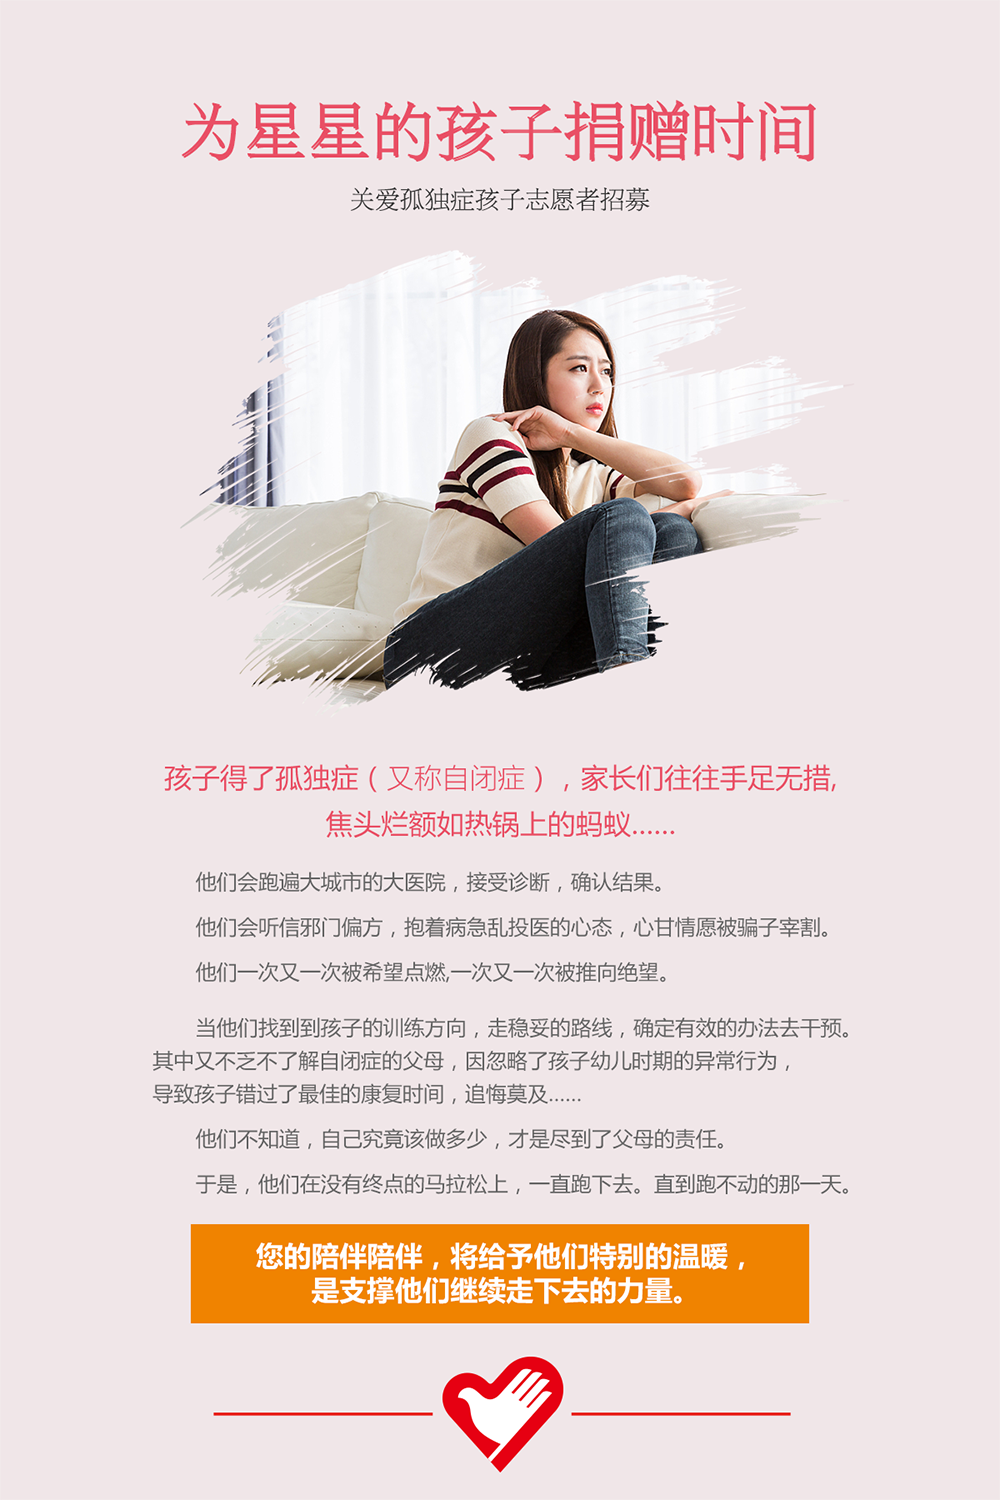 为星星的孩子捐赠时间
关爱孤独症孩子志愿者招募
孩子得了孤独症（又称自闭症），家长们往往手足无措,
焦头烂额如热锅上的蚂蚁……
他们会跑遍大城市的大医院，接受诊断，确认结果。
他们会听信邪门偏方，抱着病急乱投医的心态，心甘情愿被骗子宰割。
他们一次又一次被希望点燃,一次又一次被推向绝望。
当他们找到到孩子的训练方向，走稳妥的路线，确定有效的办法去干预。
其中又不乏不了解自闭症的父母，因忽略了孩子幼儿时期的异常行为，
导致孩子错过了最佳的康复时间，追悔莫及……
他们不知道，自己究竟该做多少，才是尽到了父母的责任。
于是，他们在没有终点的马拉松上，一直跑下去。直到跑不动的那一天。
您的陪伴陪伴，将给予他们特别的温暖，
是支撑他们继续走下去的力量。